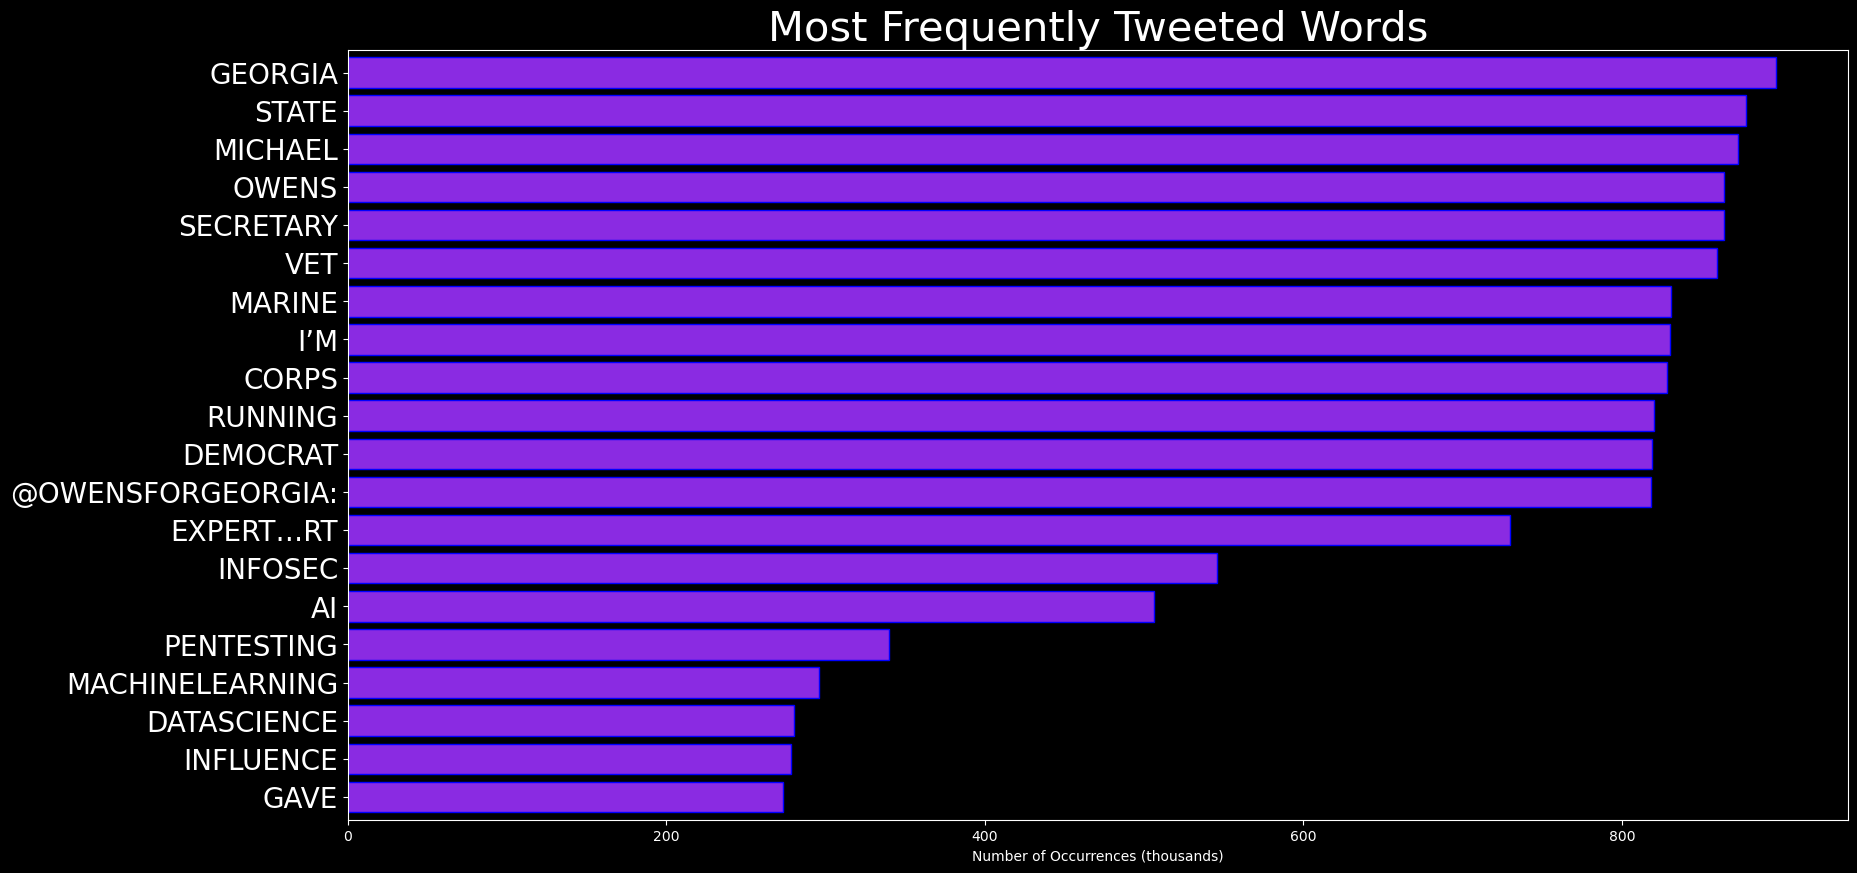 Most Frequently Tweeted Words
GEORGIA
STATE
MICHAEL
OWENS
SECRETARY
VET
MARINE
I’M
CORPS
RUNNING
DEMOCRAT
@OWENSFORGEORGIA:
EXPERT…RT
INFOSEC
AI
PENTESTING
MACHINELEARNING
DATASCIENCE
INFLUENCE
GAVE
0 200 400 600 800
Number of Occurrences (thousands)